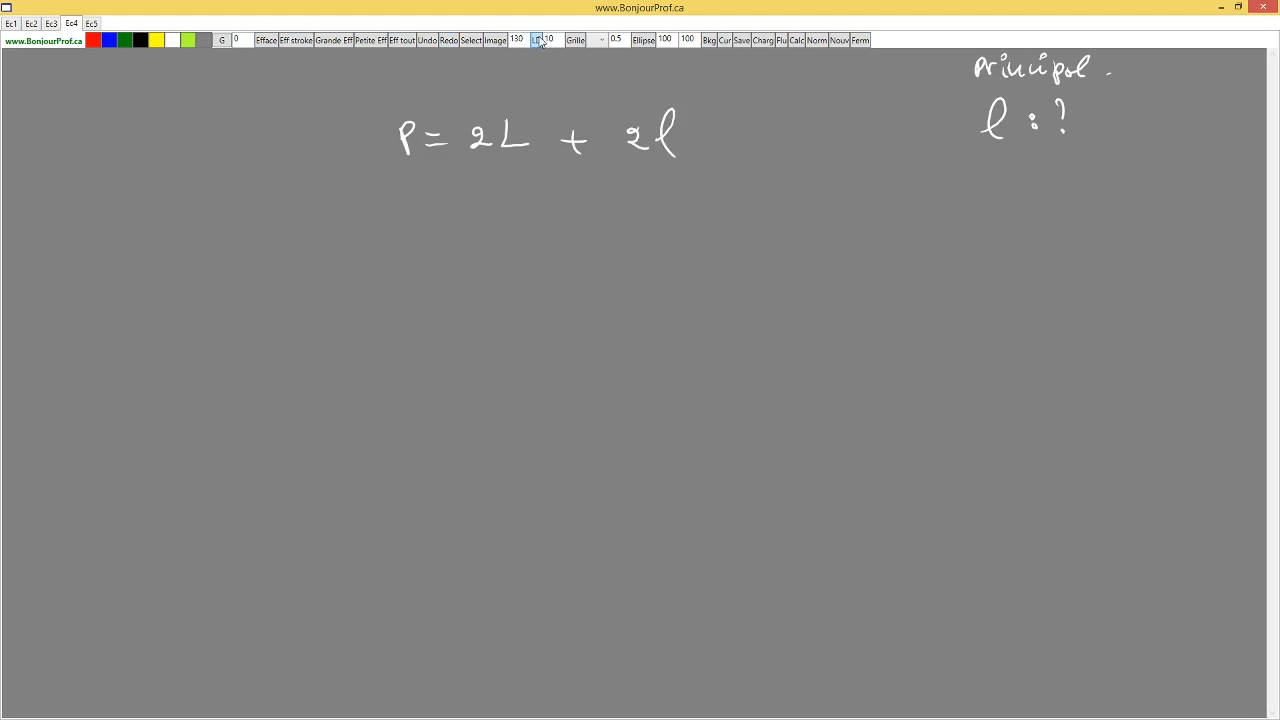 www.BonjourProf.ca
Ec1 Ec2 Ec3 Ec4 Ec5
www.BonjourProf.ca G 0 Efface Eff stroke Grande Eff Petite Eff Eff tout Undo Redo Select Image 130 10 Grille 0.5 Ellipse 100 100 Bkg Cur Save Charg Flu Calc Norm Nouv Ferm
Principal.
P = 2L + 2l
l : ?